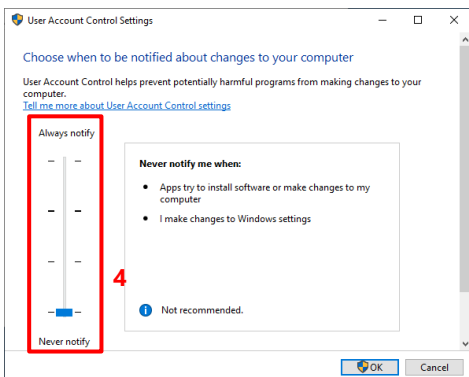 User Account Control Settings
Choose when to be notified about changes to your computer
User Account Control helps prevent potentially harmful programs from making changes to your
computer.
Tell me more about User Account Control settings
Always notify
Never notify me when:
• Apps try to install software or make changes to my
computer
• I make changes to Windows settings
4
Not recommended.
Never notify
OK
Cancel